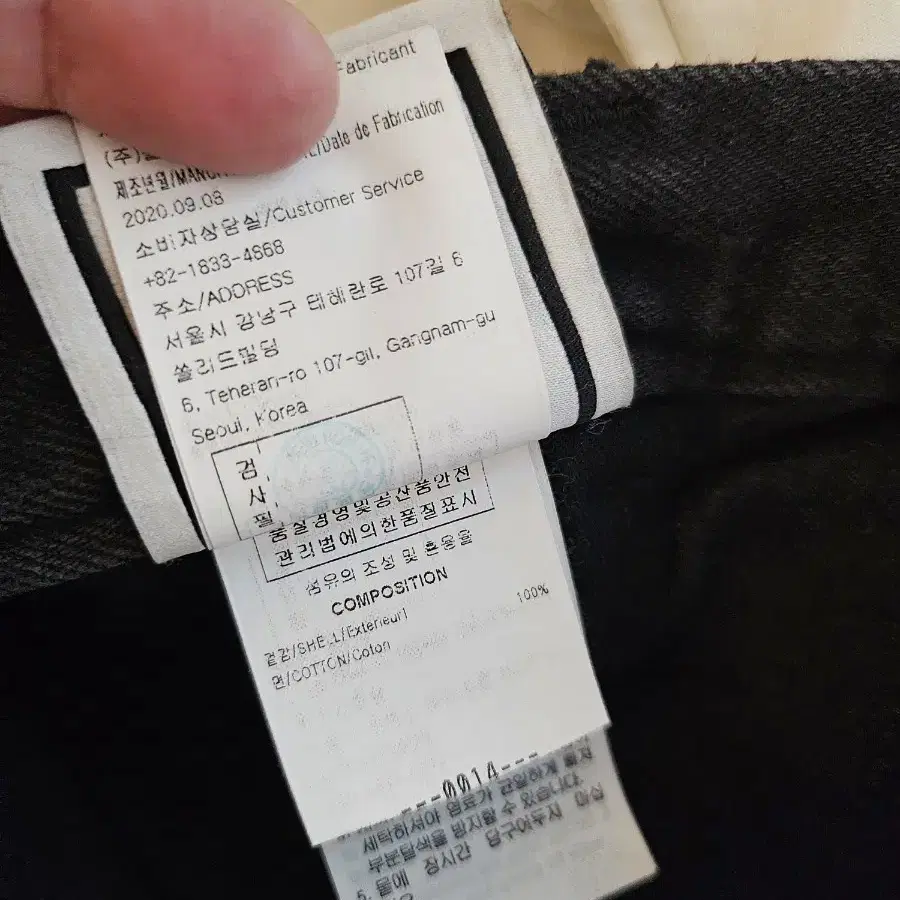 Fabricant
(주)
제조년월/MANU /Date de Fabrication
2020.09.08
소비자상담실/Customer Service
+82-1833-4668
주소/ADDRESS
서울시 강남구 테헤란로 107길 6
쏠리드빌딩
6, Teheran-ro 107-gil, Gangnam-gu
Seoul, Korea
검
사
필
품질경영및공산품안전
관리법에의한품질표시
섬유의 조성 및 혼용율
COMPOSITION
겉감/SHELL/Exterieur]
면/COTTON/Coton 100%
---0014---
세탁하셔야 염료가 균일하게 빠져
부분탈색을 방지할 수 있습니다.
5. 물에 장시간 담구어두지 마십